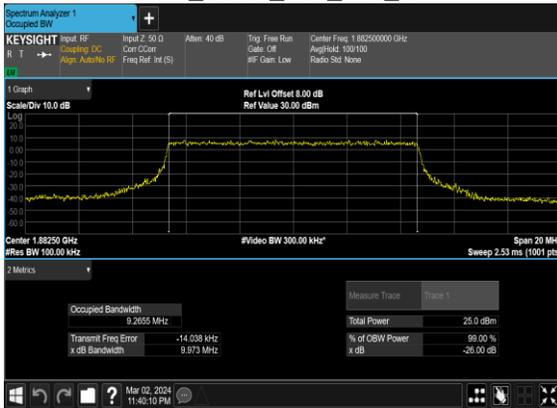 Spectrum Analyzer 1
Occupied BW
+
KEYSIGHT
R T
LM
Input: RF
Coupling: DC
Align: Auto/No RF
Input Z: 50 Ω
Corr CCorr
Freq Ref: Int (S)
Atten: 40 dB
Trig: Free Run
Gate: Off
#IF Gain: Low
Center Freq: 1.882500000 GHz
Avg|Hold: 100/100
Radio Std: None
1 Graph
Scale/Div 10.0 dB
Ref Lvl Offset 8.00 dB
Ref Value 30.00 dBm
Log
20.0
10.0
0.00
-10.0
-20.0
-30.0
-40.0
-50.0
-60.0
Center 1.88250 GHz
#Res BW 100.00 kHz
#Video BW 300.00 kHz*
Span 20 MH
Sweep 2.53 ms (1001 pts
2 Metrics
Measure Trace
Trace 1
Occupied Bandwidth
9.2655 MHz
Total Power
25.0 dBm
Transmit Freq Error
-14.038 kHz
% of OBW Power
99.00 %
x dB Bandwidth
9.973 MHz
x dB
-26.00 dB
?
Mar 02, 2024
11:40:10 PM